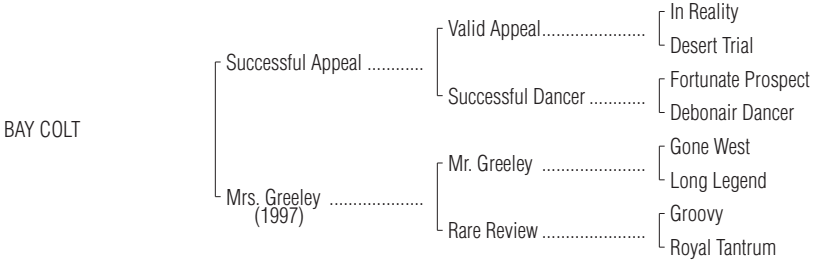 In Reality
Valid Appeal......................
Desert Trial
Successful Appeal ............
Fortunate Prospect
Successful Dancer ............
Debonair Dancer
BAY COLT
Gone West
Mr. Greeley ......................
Long Legend
Mrs. Greeley ....................
(1997)
Groovy
Rare Review ......................
Royal Tantrum